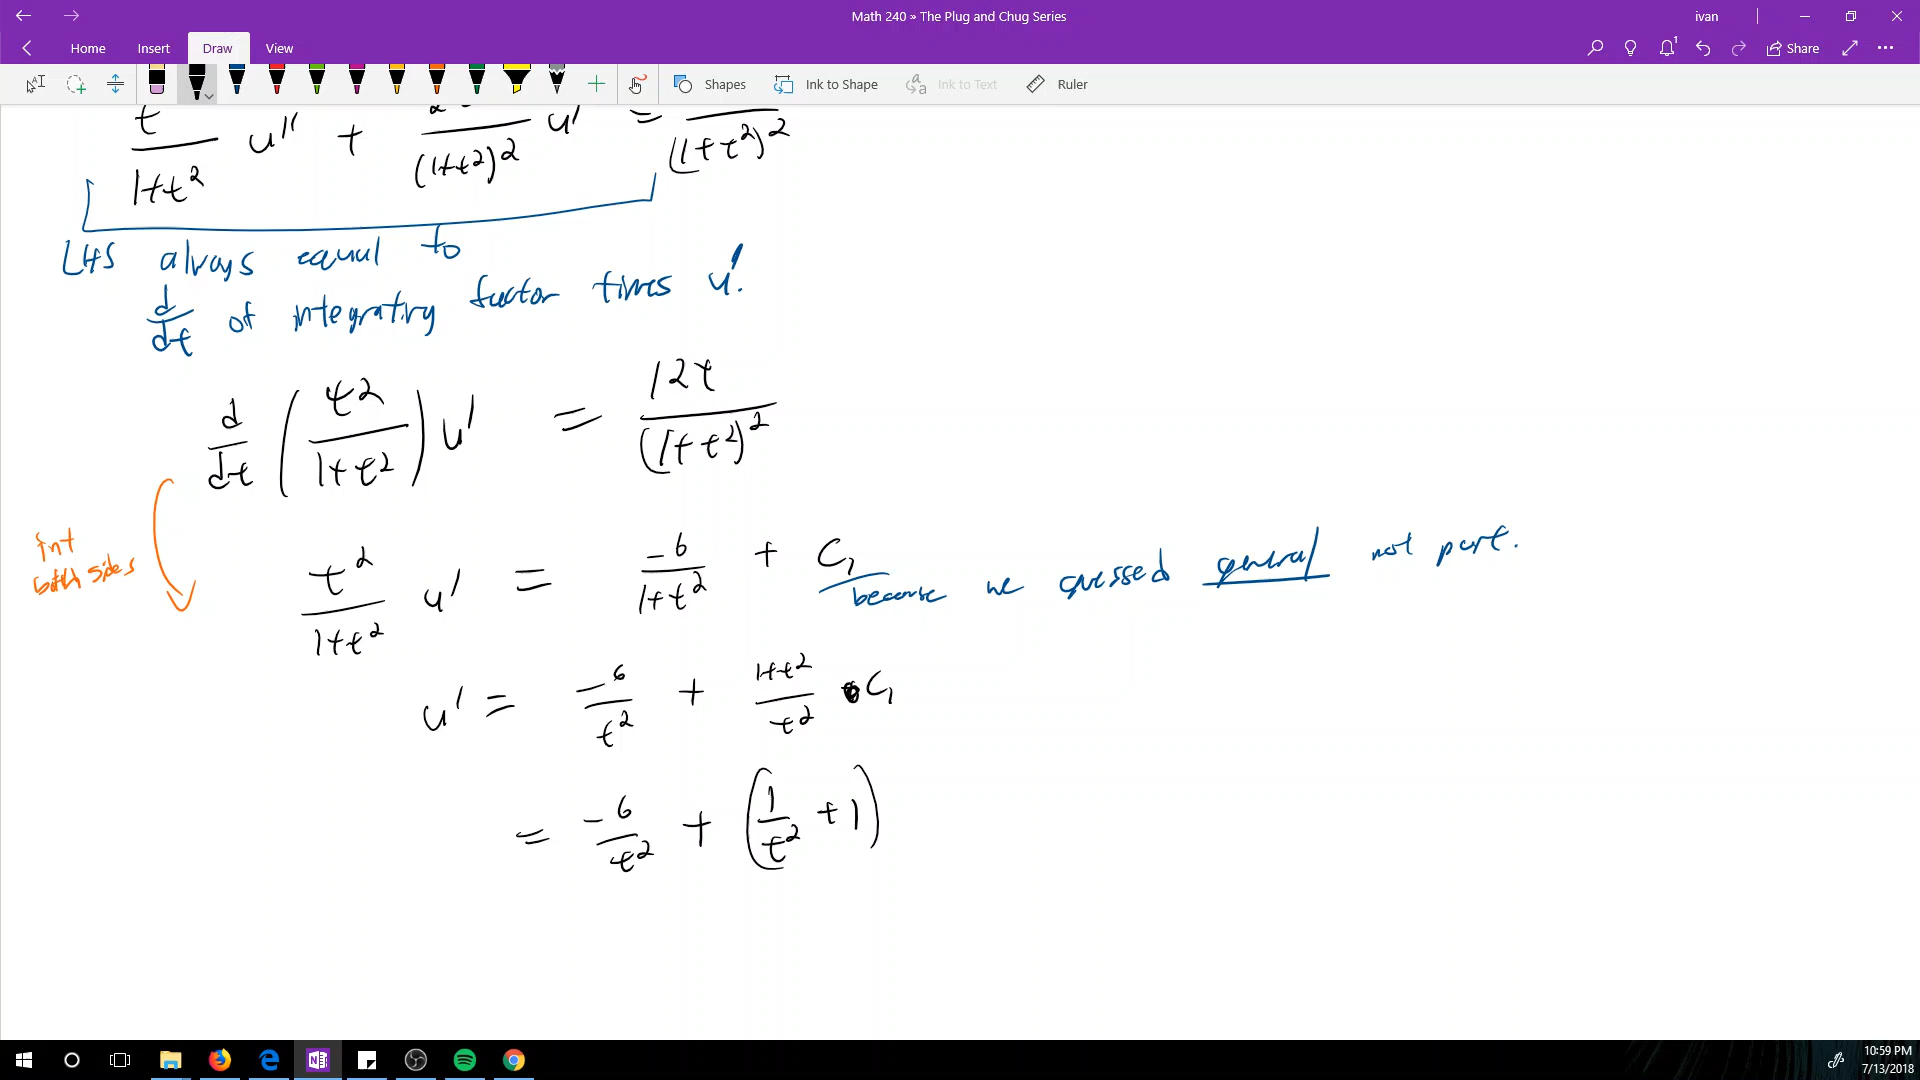 Math 240 » The Plug and Chug Series
ivan
Home Insert Draw View
1
Share
Shapes Ink to Shape Ink to Text Ruler
t / 1+t² u'' + / (1+t²)² u' = / (1+t²)²
LHS always equal to
d/dt of integrating factor times u'.
d/dt (t² / 1+t²) u' = 12t / (1+t²)²
int
both sides
t² / 1+t² u' = -6 / 1+t² + C₁
because we guessed general not part.
u' = -6/t² + 1+t²/t² • C₁
= -6/t² + (1/t² + 1)
10:59 PM
7/13/2018